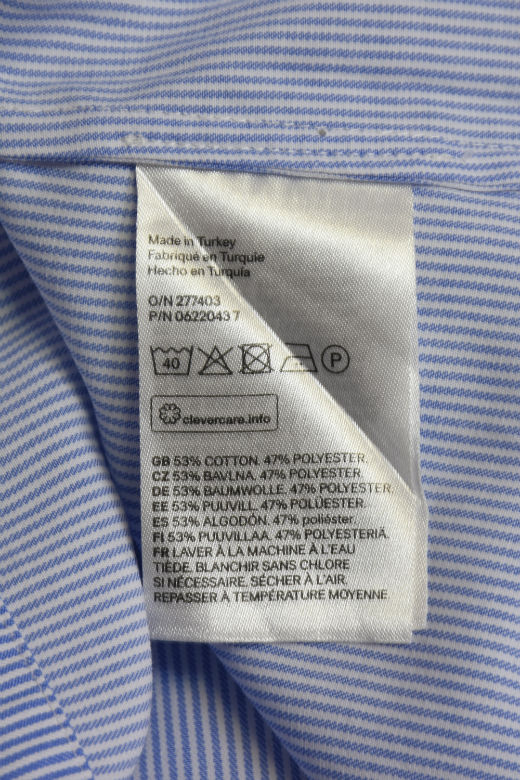 Made in Turkey
Fabriqué en Turquie
Hecho en Turquía
O/N 277403
P/N 0622043 7
40 P
clevercare.info
GB 53% COTTON. 47% POLYESTER.
CZ 53% BAVLNA. 47% POLYESTER.
DE 53% BAUMWOLLE. 47% POLYESTER.
EE 53% PUUVILL. 47% POLÜESTER.
ES 53% ALGODÓN. 47% poliéster.
FI 53% PUUVILLAA. 47% POLYESTERIÄ.
FR LAVER À LA MACHINE À L'EAU
TIÈDE. BLANCHIR SANS CHLORE
SI NÉCESSAIRE. SÉCHER À L'AIR.
REPASSER À TEMPÉRATURE MOYENNE.